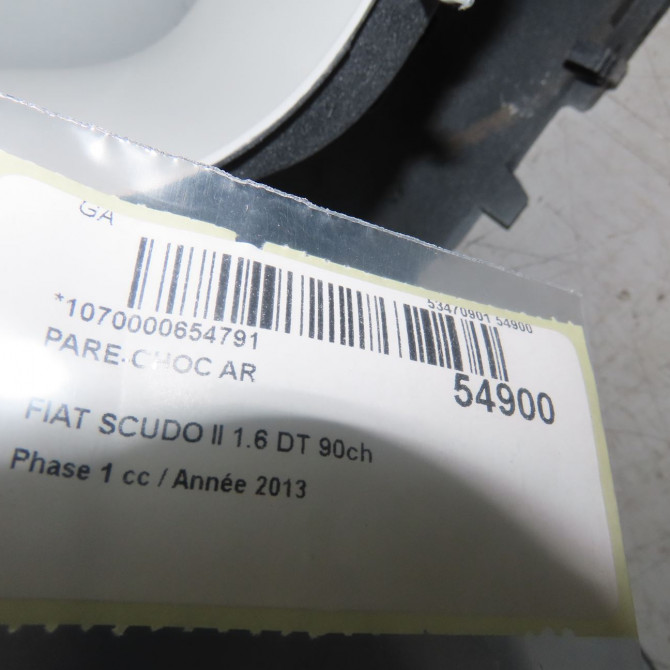 GA
53470901 54900
*1070000654791
54900
PARE-CHOC AR
FIAT SCUDO II 1.6 DT 90ch
Phase 1 cc / Année 2013